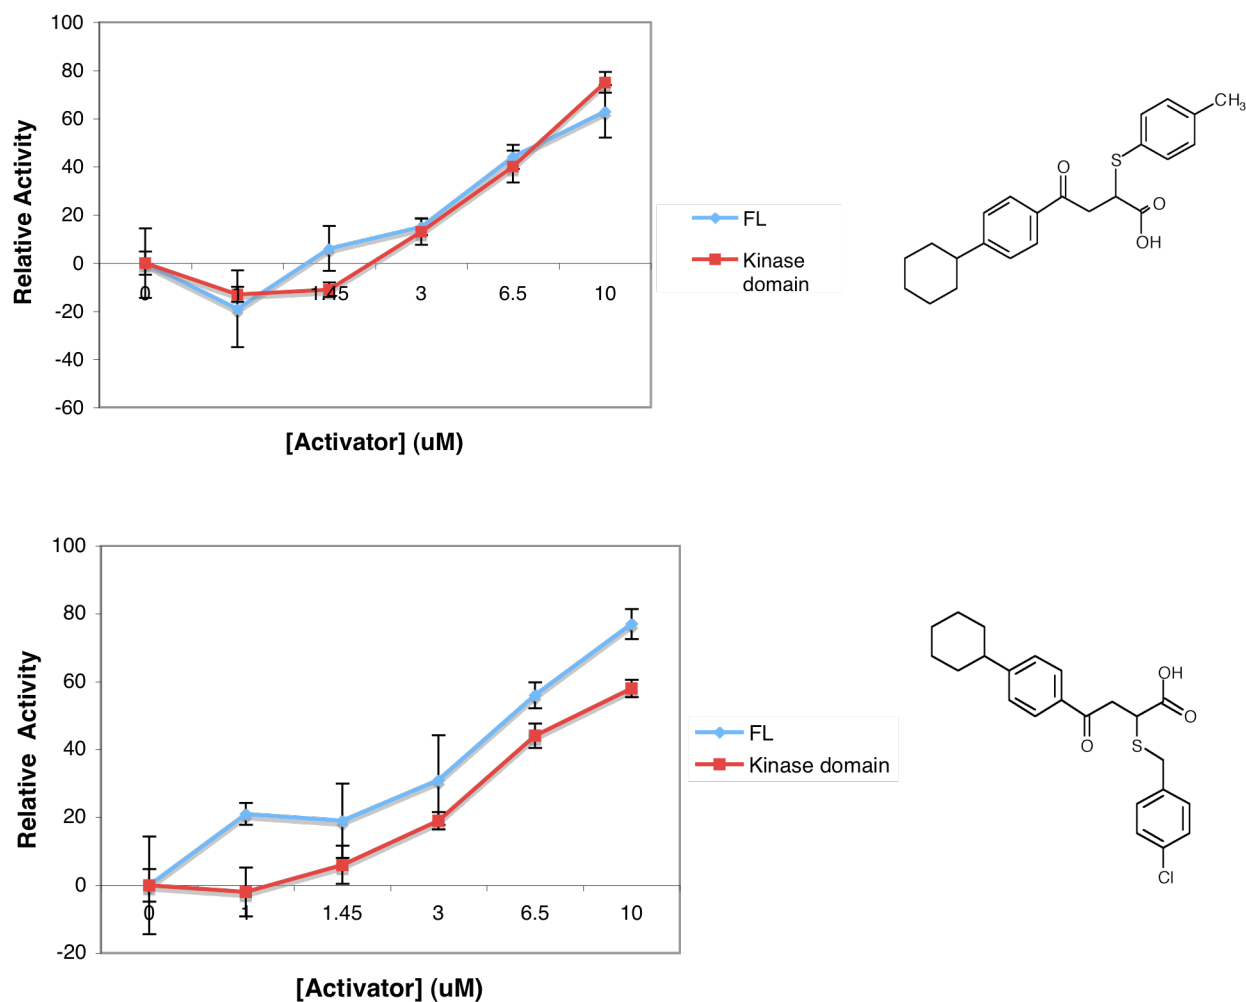 100
80
60
40
20
0
-20
-40
-60
Relative Activity
0 1.45 3 6.5 10
[Activator] (uM)
FL
Kinase
domain
CH3
S
O
O
OH
100
80
60
40
20
0
-20
Relative Activity
0 1 1.45 3 6.5 10
[Activator] (uM)
FL
Kinase domain
OH
O
O
S
Cl